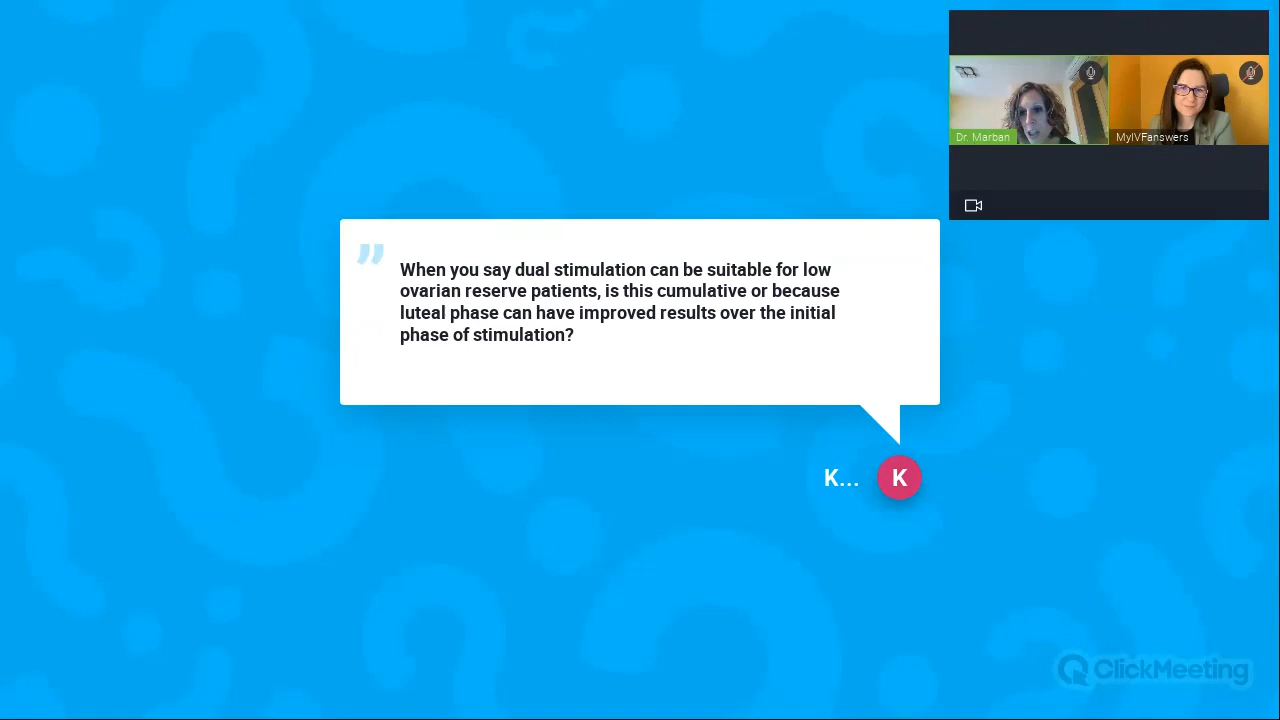 Dr. Marban
MyIVFanswers
When you say dual stimulation can be suitable for low
ovarian reserve patients, is this cumulative or because
luteal phase can have improved results over the initial
phase of stimulation?
K...
K
ClickMeeting